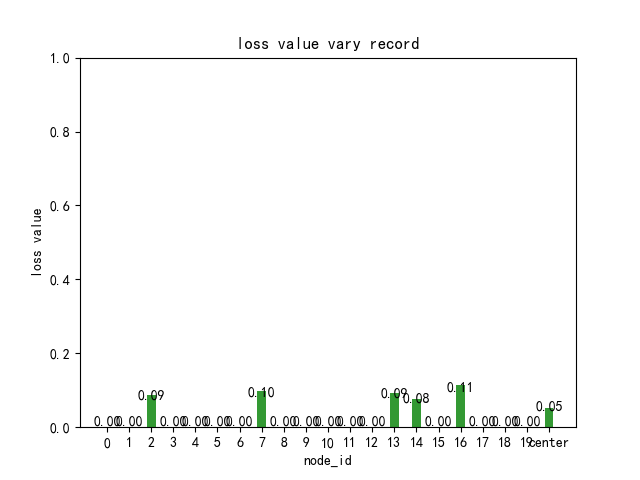 loss value vary record
1.0
0.8
0.6
0.4
0.2
0.0
loss value
0.00 0.00 0.09 0.00 0.00 0.00 0.00 0.10 0.00 0.00 0.00 0.00 0.00 0.09 0.08 0.00 0.11 0.00 0.00 0.00 0.05
0 1 2 3 4 5 6 7 8 9 10 11 12 13 14 15 16 17 18 19 center
node_id